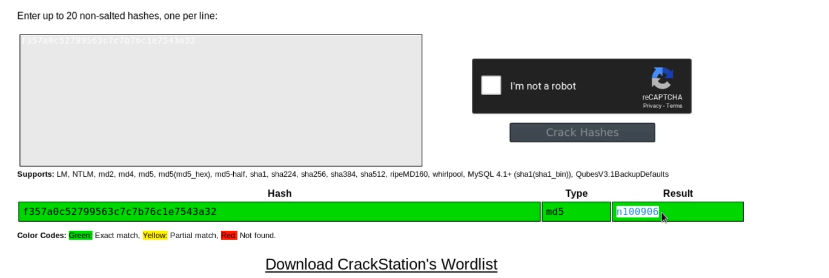 Enter up to 20 non-salted hashes, one per line:
f357a0c52799563c7c7b76c1e7543a32
I'm not a robot
reCAPTCHA
Privacy - Terms
Crack Hashes
Supports: LM, NTLM, md2, md4, md5, md5(md5_hex), md5-half, sha1, sha224, sha256, sha384, sha512, ripeMD160, whirlpool, MySQL 4.1+ (sha1(sha1_bin)), QubesV3.1BackupDefaults
Hash Type Result
f357a0c52799563c7c7b76c1e7543a32 md5 n100906
Color Codes: Green: Exact match, Yellow: Partial match, Red: Not found.
Download CrackStation's Wordlist